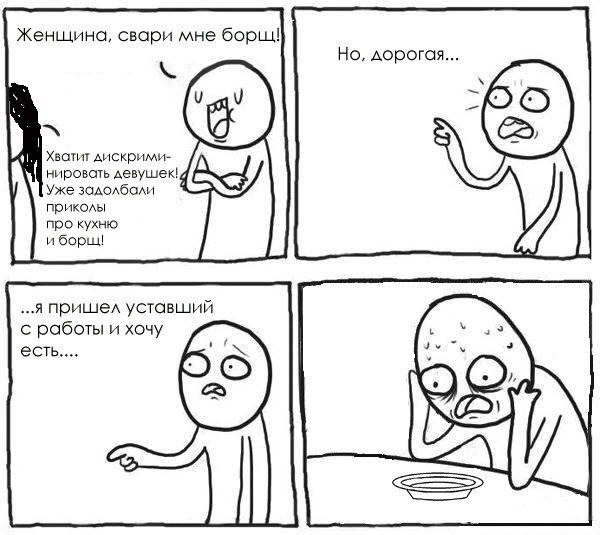 Женщина, свари мне борщ!
Хватит дискрими-
нировать девушек!
Уже задолбали
приколы
про кухню
и борщ!
Но, дорогая...
...я пришел уставший
с работы и хочу
есть....